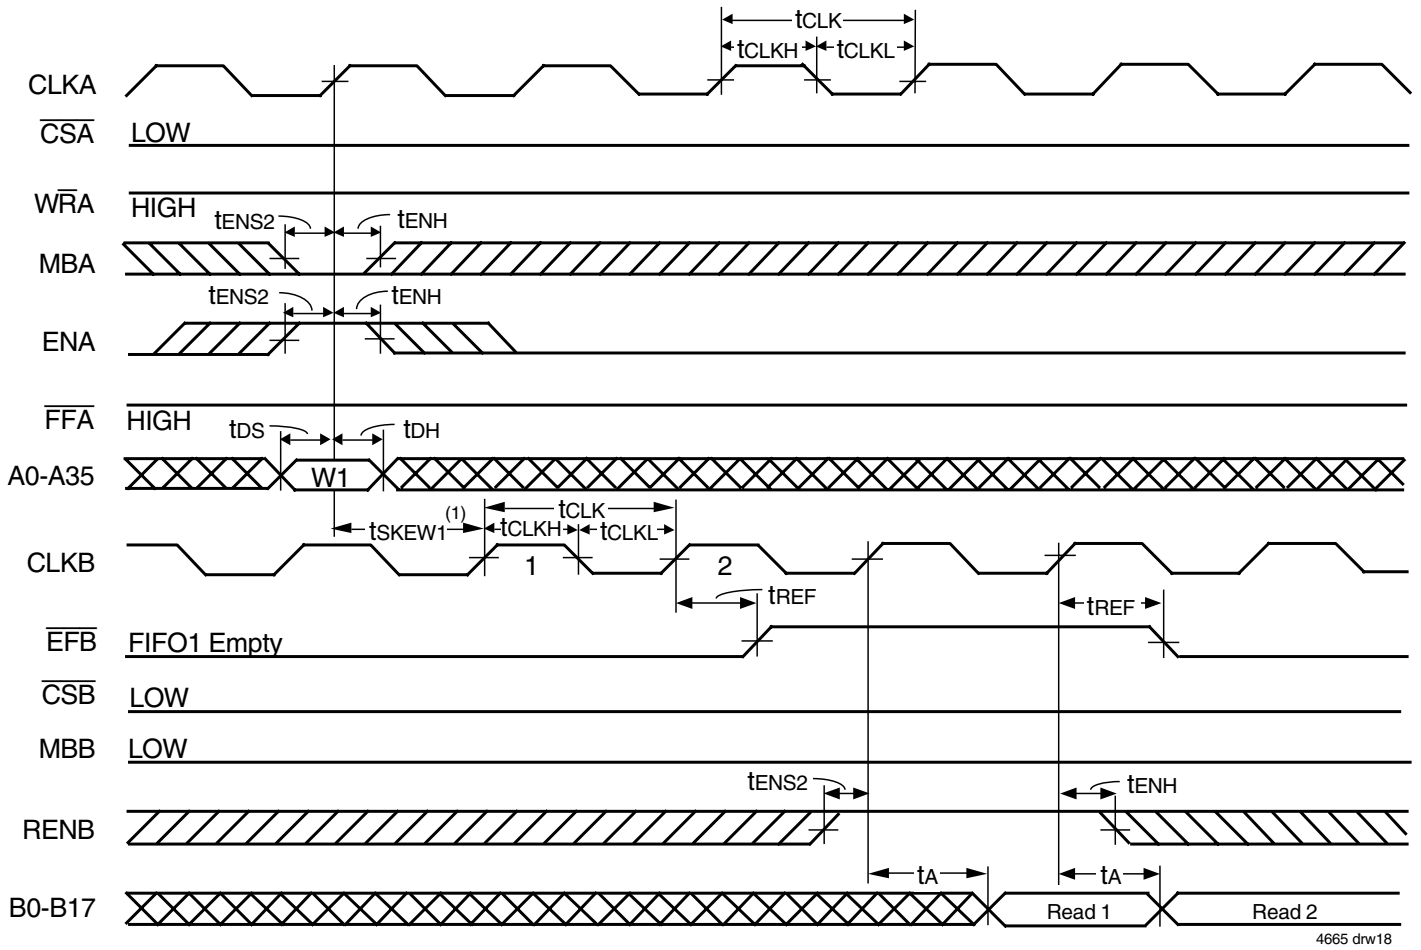 tCLK
tCLKH tCLKL
CLKA
CSA LOW
W/RA HIGH
tENS2 tENH
MBA
tENS2 tENH
ENA
FFA HIGH
tDS tDH
A0-A35 W1
tSKEW1(1) tCLK
tCLKH tCLKL
CLKB 1 2
tREF tREF
EFB FIFO1 Empty
CSB LOW
MBB LOW
tENS2 tENH
RENB
tA tA
B0-B17 Read 1 Read 2
4665 drw18